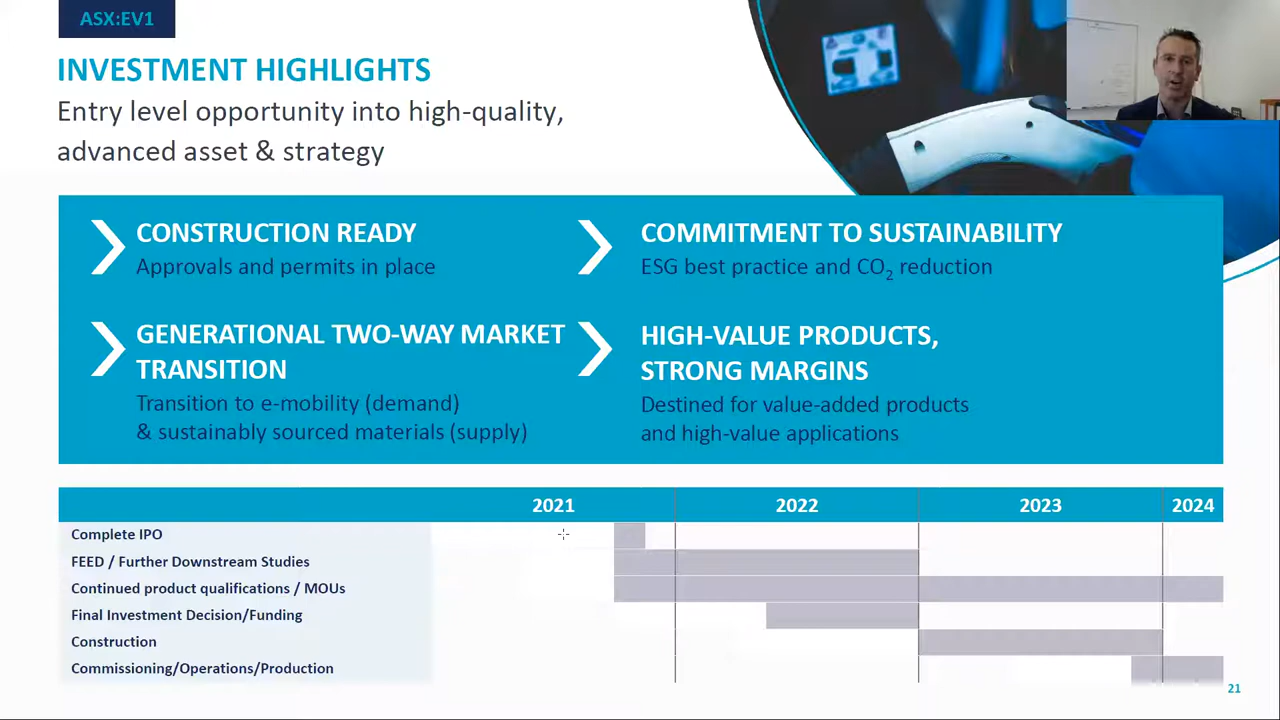 ASX:EV1
INVESTMENT HIGHLIGHTS
Entry level opportunity into high-quality,
advanced asset & strategy
CONSTRUCTION READY
Approvals and permits in place
COMMITMENT TO SUSTAINABILITY
ESG best practice and CO₂ reduction
GENERATIONAL TWO-WAY MARKET
TRANSITION
Transition to e-mobility (demand)
& sustainably sourced materials (supply)
HIGH-VALUE PRODUCTS,
STRONG MARGINS
Destined for value-added products
and high-value applications
2021 2022 2023 2024
Complete IPO
FEED / Further Downstream Studies
Continued product qualifications / MOUs
Final Investment Decision/Funding
Construction
Commissioning/Operations/Production
21